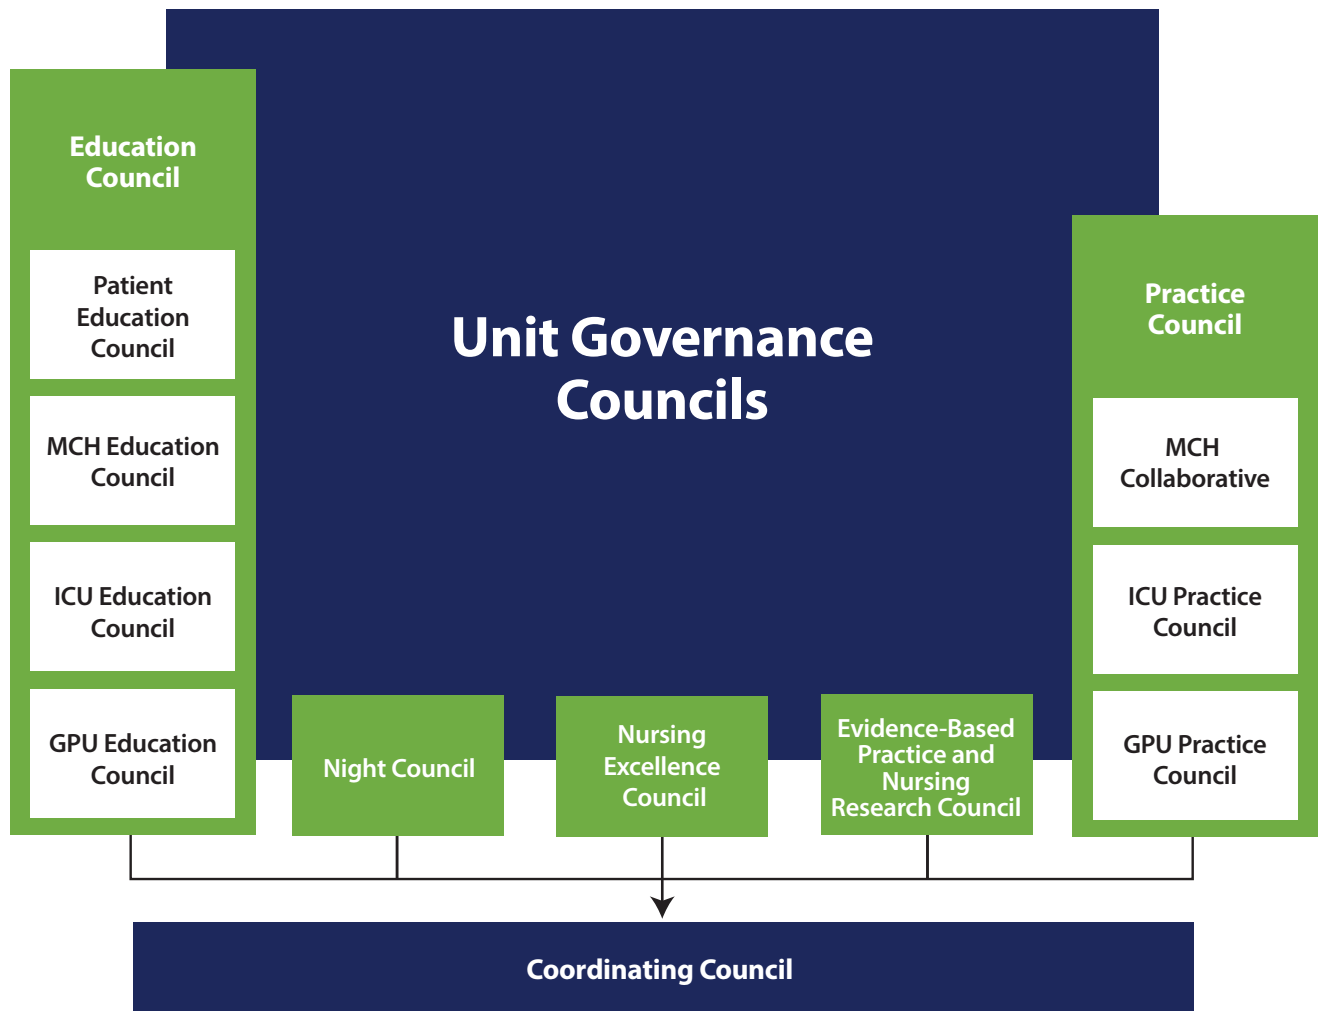 Education
Council
Patient
Education
Council
MCH Education
Council
ICU Education
Council
GPU Education
Council
Unit Governance
Councils
Night Council
Nursing
Excellence
Council
Evidence-Based
Practice and
Nursing
Research Council
Practice
Council
MCH
Collaborative
ICU Practice
Council
GPU Practice
Council
Coordinating Council